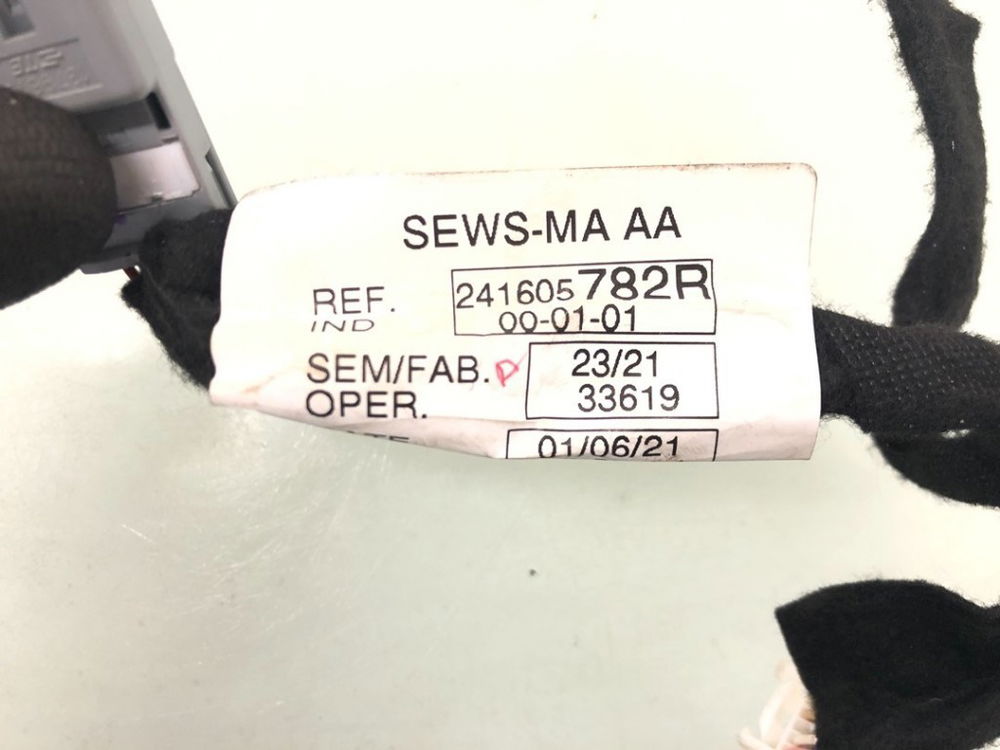 SEWS-MA AA
REF. 241605782R
IND 00-01-01
SEM/FAB. P 23/21
OPER. 33619
01/06/21